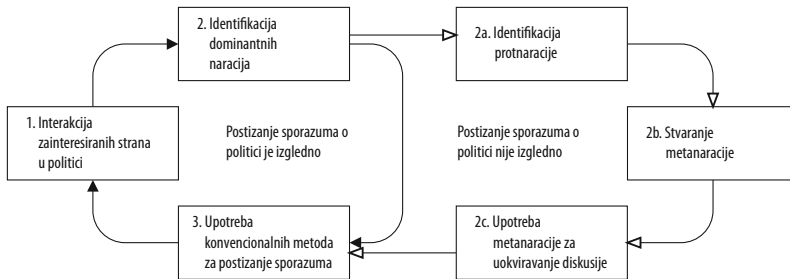 2. Identifikacija
dominantnih
naracija
2a. Identifikacija
protnaracije
1. Interakcija
zainteresiranih strana
u politici
Postizanje sporazuma o
politici je izgledno
Postizanje sporazuma o
politici nije izgledno
2b. Stvaranje
metanaracije
3. Upotreba
konvencionalnih metoda
za postizanje sporazuma
2c. Upotreba
metanaracije za
uokviravanje diskusije